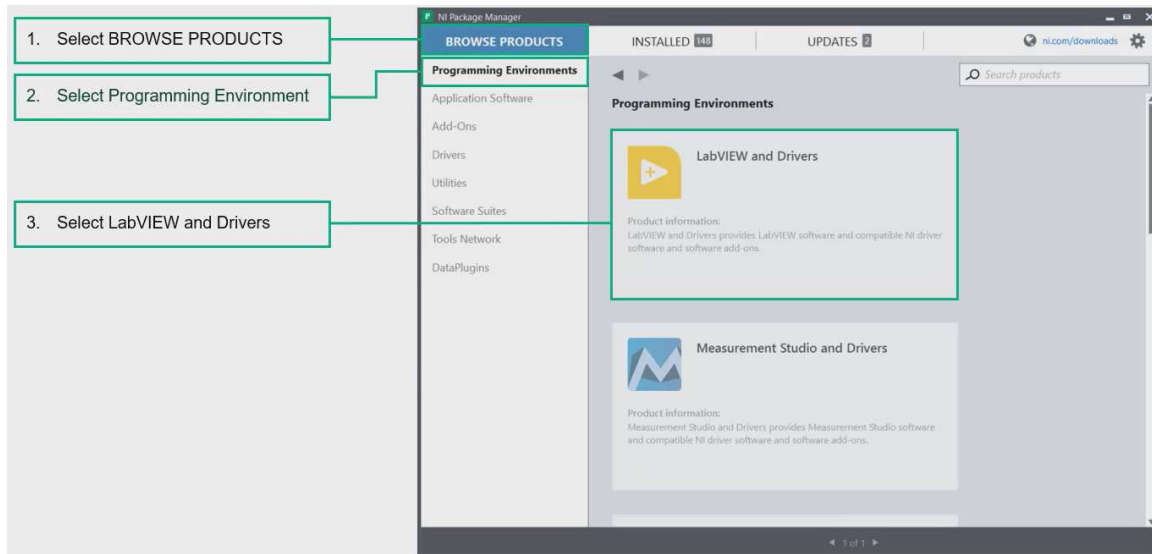 1. Select BROWSE PRODUCTS
2. Select Programming Environment
3. Select LabVIEW and Drivers
NI Package Manager
BROWSE PRODUCTS
INSTALLED 148
UPDATES 2
ni.com/downloads
Programming Environments
Application Software
Add-Ons
Drivers
Utilities
Software Suites
Tools Network
DataPlugins
Search products
Programming Environments
LabVIEW and Drivers
Product information:
LabVIEW and Drivers provides LabVIEW software and compatible NI driver
software and software add-ons.
Measurement Studio and Drivers
Product information:
Measurement Studio and Drivers provides Measurement Studio software
and compatible NI driver software and software add-ons.
1 of 1